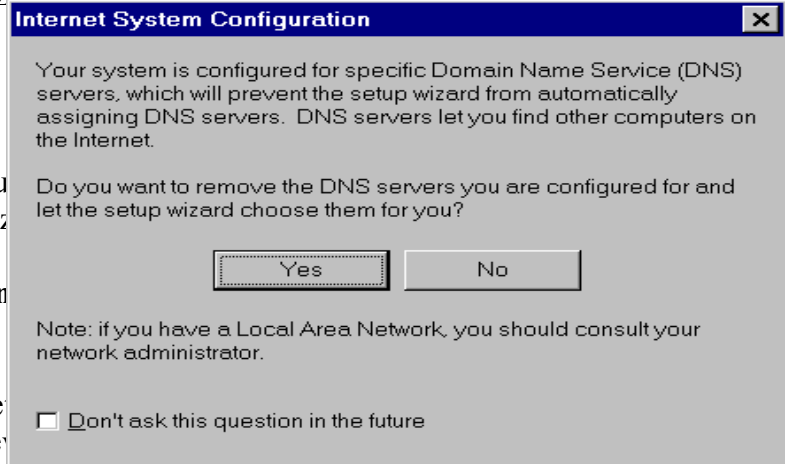 Internet System Configuration
Your system is configured for specific Domain Name Service (DNS)
servers, which will prevent the setup wizard from automatically
assigning DNS servers. DNS servers let you find other computers on
the Internet.
Do you want to remove the DNS servers you are configured for and
let the setup wizard choose them for you?
Yes
No
Note: if you have a Local Area Network, you should consult your
network administrator.
Don't ask this question in the future